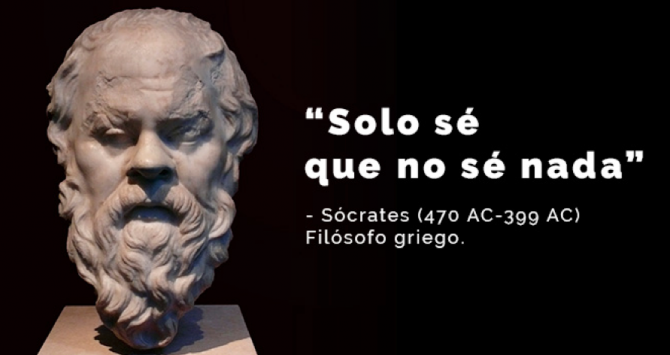 “Solo sé
que no sé nada”
- Sócrates (470 AC-399 AC)
Filósofo griego.